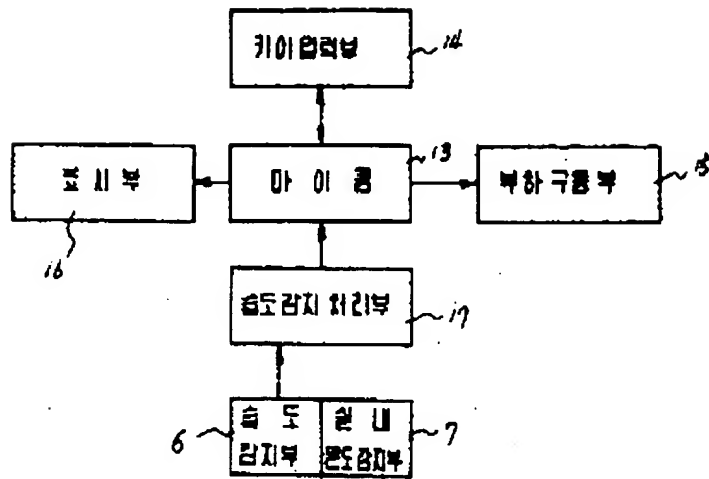 키이입력부
14
표시부
마이콤
13
부하구동부
15
16
습도감지처리부
17
6
습도
감지부
실내
온도감지부
7